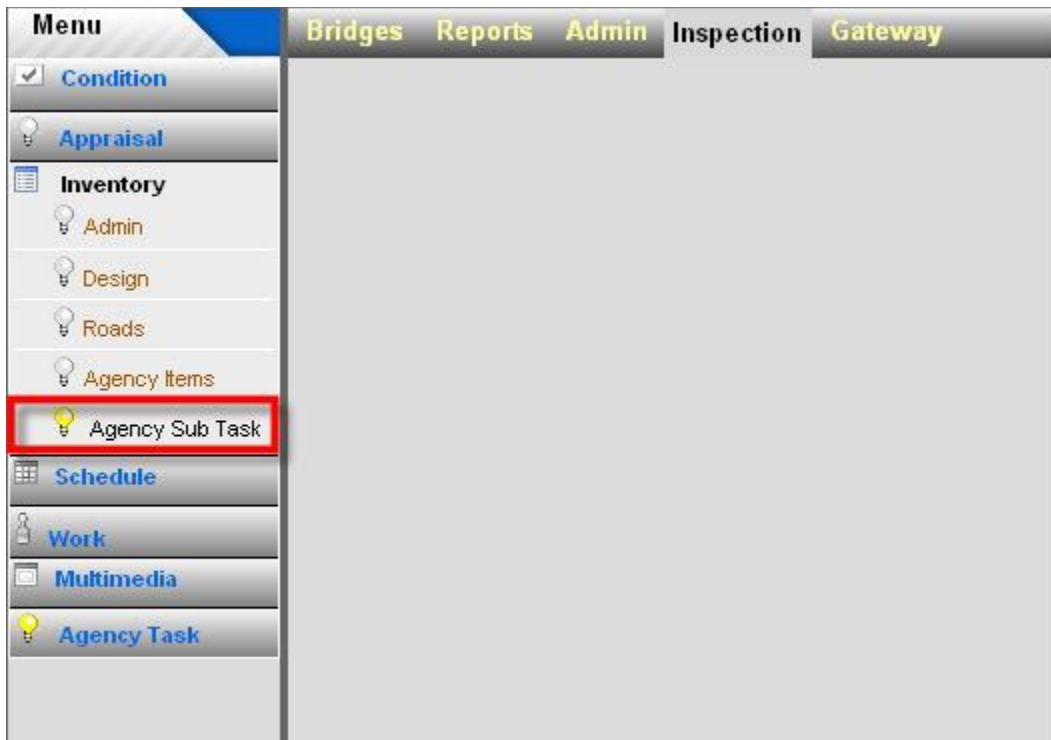 Menu
Bridges Reports Admin Inspection Gateway
Condition
Appraisal
Inventory
Admin
Design
Roads
Agency Items
Agency Sub Task
Schedule
Work
Multimedia
Agency Task